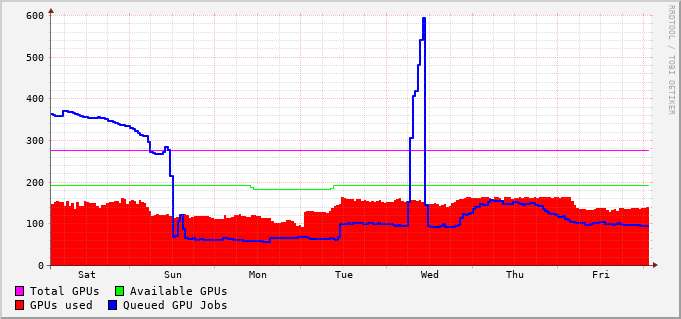 600
500
400
300
200
100
0
Sat Sun Mon Tue Wed Thu Fri
Total GPUs Available GPUs
GPUs used Queued GPU Jobs
RRDTOOL / TOBI OETIKER